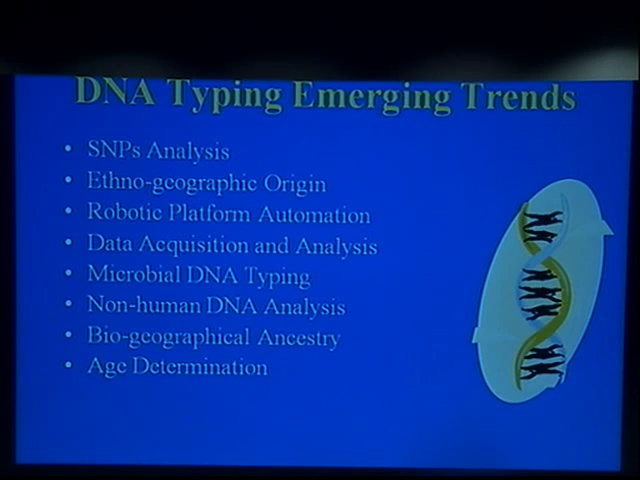 DNA Typing Emerging Trends
• SNPs Analysis
• Ethno-geographic Origin
• Robotic Platform Automation
• Data Acquisition and Analysis
• Microbial DNA Typing
• Non-human DNA Analysis
• Bio-geographical Ancestry
• Age Determination